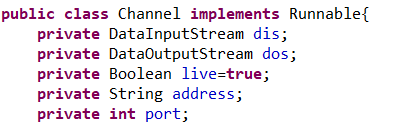 public class Channel implements Runnable{
    private DataInputStream dis;
    private DataOutputStream dos;
    private Boolean live=true;
    private String address;
    private int port;